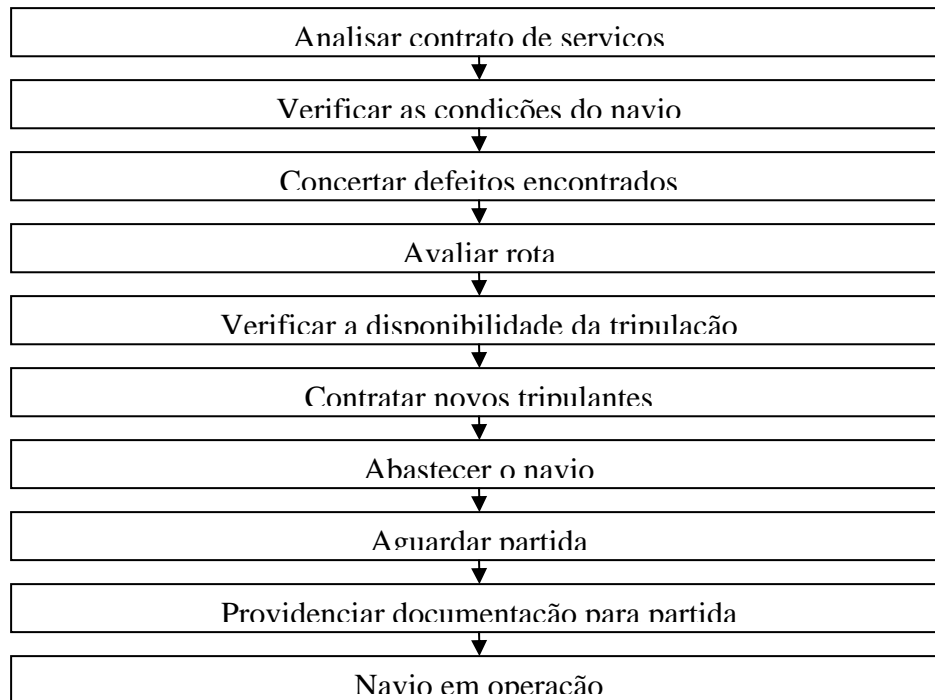 Analisar contrato de serviços
Verificar as condições do navio
Concertar defeitos encontrados
Avaliar rota
Verificar a disponibilidade da tripulação
Contratar novos tripulantes
Abastecer o navio
Aguardar partida
Providenciar documentação para partida
Navio em operação